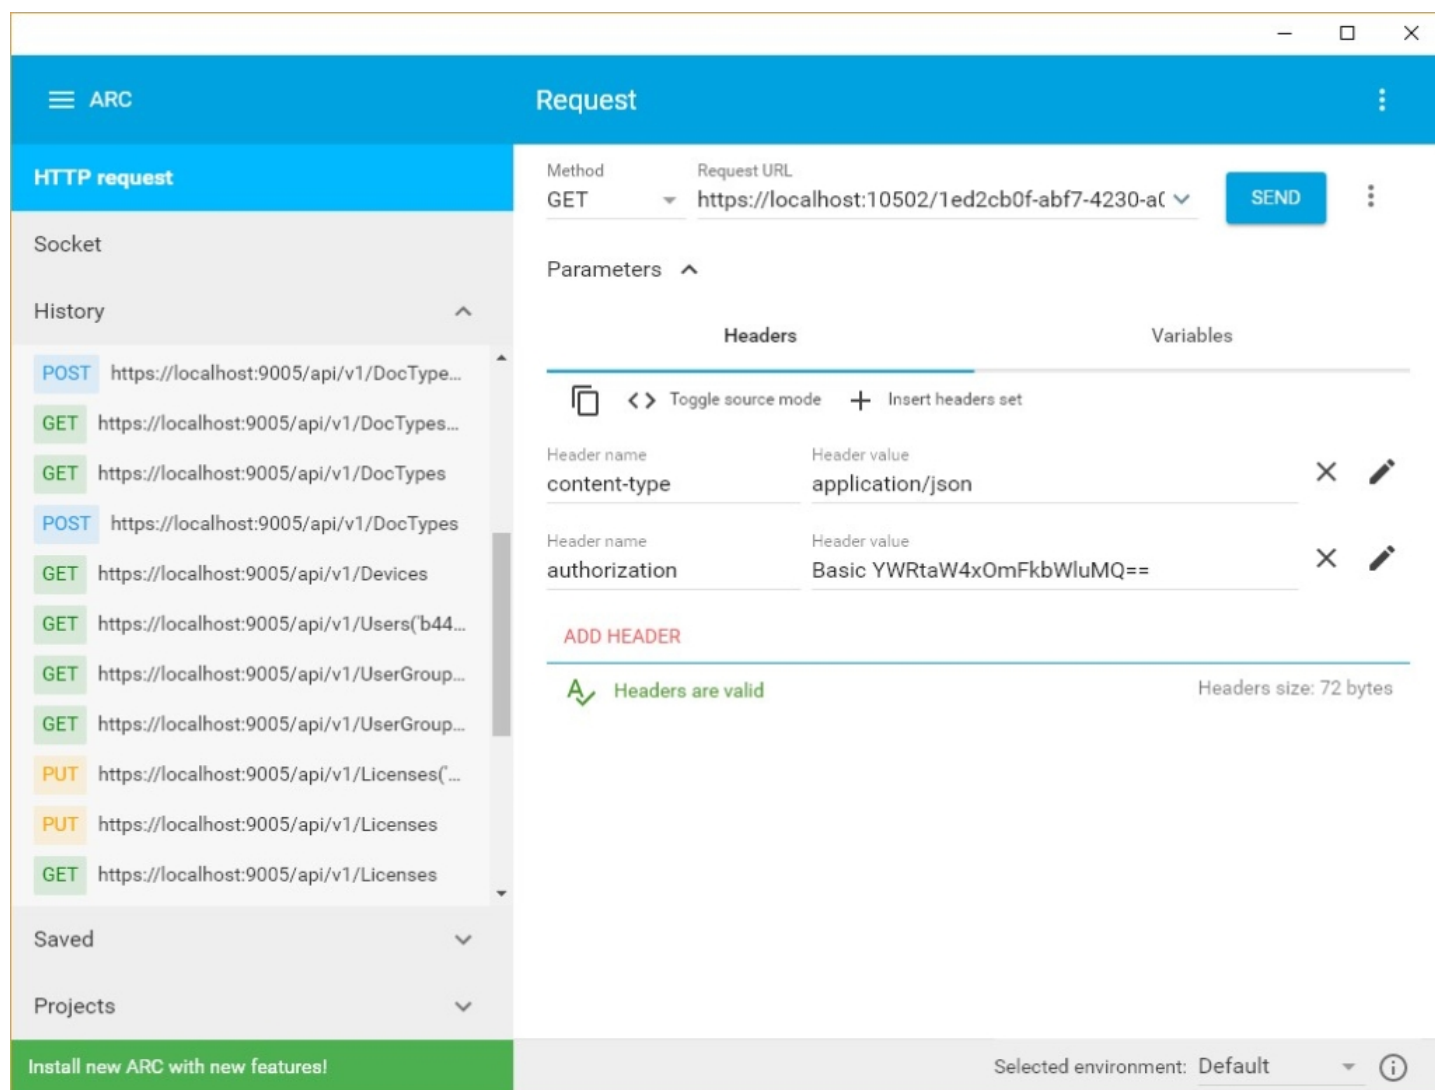 ARC
Request
HTTP request
Socket
History
POST https://localhost:9005/api/v1/DocType...
GET https://localhost:9005/api/v1/DocTypes...
GET https://localhost:9005/api/v1/DocTypes
POST https://localhost:9005/api/v1/DocTypes
GET https://localhost:9005/api/v1/Devices
GET https://localhost:9005/api/v1/Users('b44...
GET https://localhost:9005/api/v1/UserGroup...
GET https://localhost:9005/api/v1/UserGroup...
PUT https://localhost:9005/api/v1/Licenses('...
PUT https://localhost:9005/api/v1/Licenses
GET https://localhost:9005/api/v1/Licenses
Saved
Projects
Install new ARC with new features!
Method Request URL
GET https://localhost:10502/1ed2cb0f-abf7-4230-a0
SEND
Parameters
Headers Variables
Toggle source mode Insert headers set
Header name Header value
content-type application/json
Header name Header value
authorization Basic YWRtaW4xOmFkbWluMQ==
ADD HEADER
Headers are valid Headers size: 72 bytes
Selected environment: Default